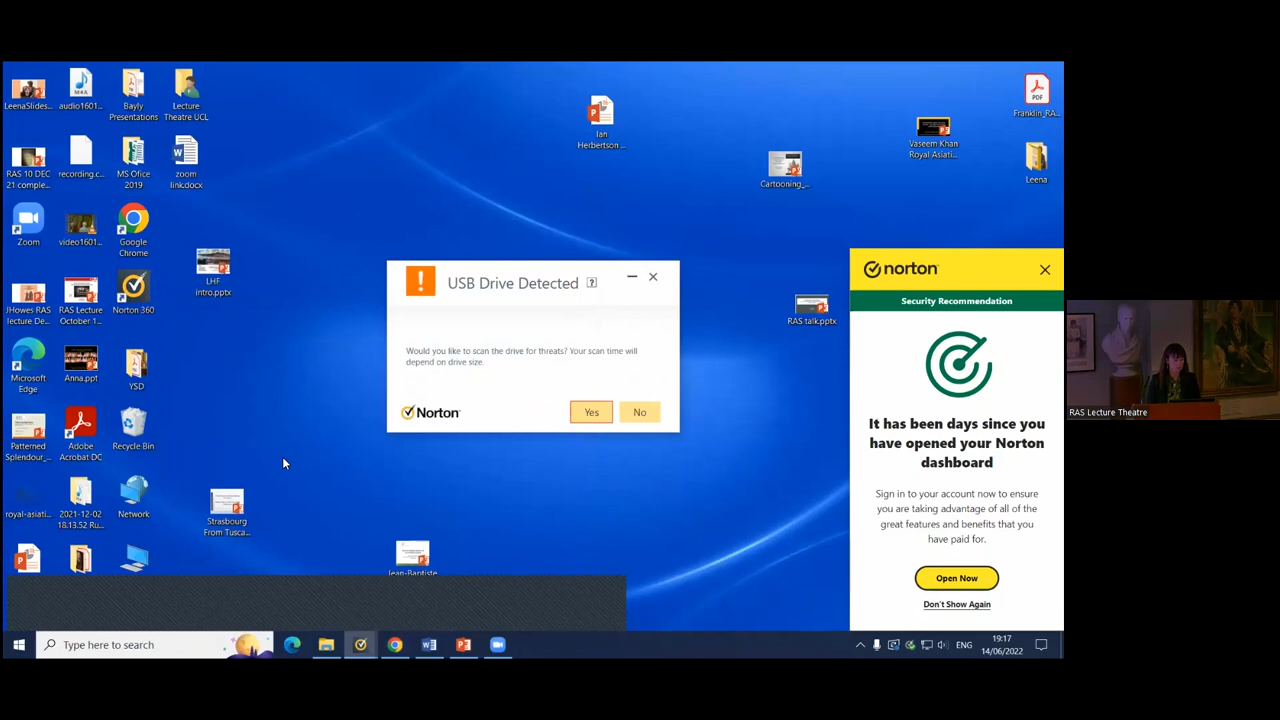 LeenaSlides...
audio1601...
Bayly
Presentations
Lecture
Theatre UCL
RAS 10 DEC
21 comple...
recording.c...
MS Ofice
2019
zoom
link.docx
Zoom
video1601...
Google
Chrome
LHF
intro.pptx
JHowes RAS
lecture De...
RAS Lecture
October 1...
Norton 360
Microsoft
Edge
Anna.ppt
YSD
Patterned
Splendour_...
Adobe
Acrobat DC
Recycle Bin
royal-asiati...
2021-12-02
18.13.52 Ru...
Network
Strasbourg
From Tusca...
Jean-Baptiste
Ian
Herbertson ...
Cartooning_...
Vaseem Khan
Royal Asiati...
PDF
Franklin_RA...
Leena
RAS talk.pptx
USB Drive Detected
Would you like to scan the drive for threats? Your scan time will
depend on drive size.
Norton
Yes
No
norton
Security Recommendation
It has been days since you
have opened your Norton
dashboard
Sign in to your account now to ensure
you are taking advantage of all of the
great features and benefits that you
have paid for.
Open Now
Don't Show Again
RAS Lecture Theatre
Type here to search
ENG
19:17
14/06/2022